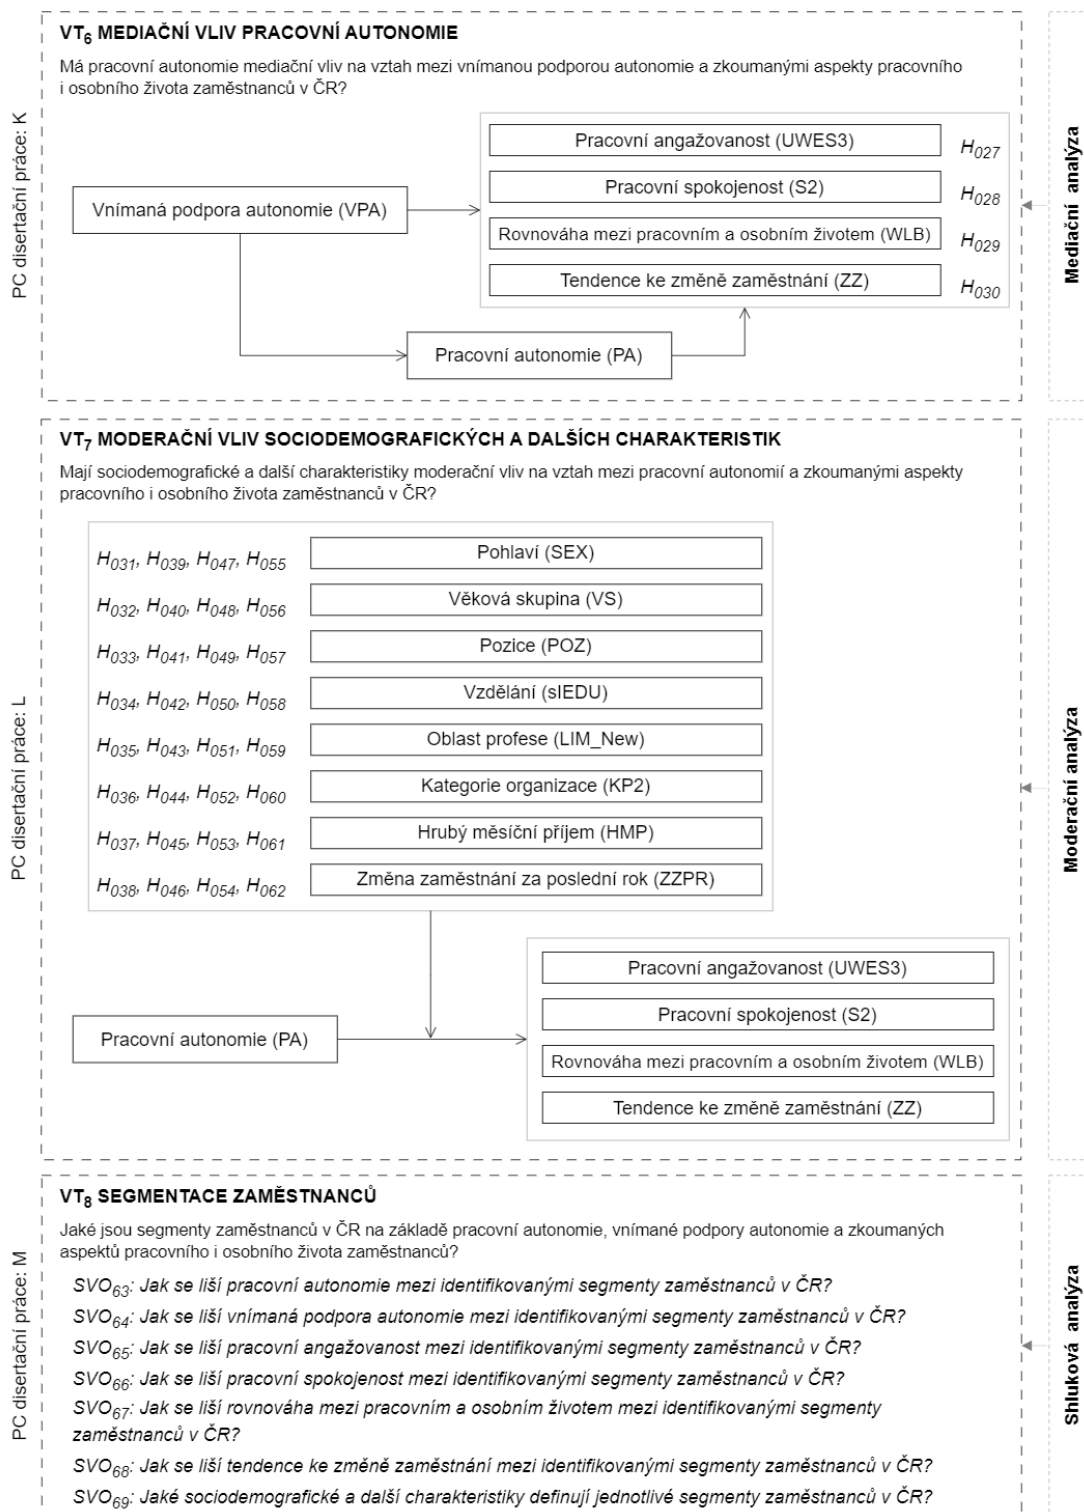 PC disertační práce: K
VT6 MEDIAČNÍ VLIV PRACOVNÍ AUTONOMIE
Má pracovní autonomie mediační vliv na vztah mezi vnímanou podporou autonomie a zkoumanými aspekty pracovního
i osobního života zaměstnanců v ČR?
Vnímaná podpora autonomie (VPA)
Pracovní angažovanost (UWES3)
H027
Pracovní spokojenost (S2)
H028
Rovnováha mezi pracovním a osobním životem (WLB)
H029
Tendence ke změně zaměstnání (ZZ)
H030
Pracovní autonomie (PA)
Mediační analýza
PC disertační práce: L
VT7 MODERAČNÍ VLIV SOCIODEMOGRAFICKÝCH A DALŠÍCH CHARAKTERISTIK
Mají sociodemografické a další charakteristiky moderační vliv na vztah mezi pracovní autonomií a zkoumanými aspekty
pracovního i osobního života zaměstnanců v ČR?
H031, H039, H047, H055 Pohlaví (SEX)
H032, H040, H048, H056 Věková skupina (VS)
H033, H041, H049, H057 Pozice (POZ)
H034, H042, H050, H058 Vzdělání (sIEDU)
H035, H043, H051, H059 Oblast profese (LIM_New)
H036, H044, H052, H060 Kategorie organizace (KP2)
H037, H045, H053, H061 Hrubý měsíční příjem (HMP)
H038, H046, H054, H062 Změna zaměstnání za poslední rok (ZZPR)
Pracovní autonomie (PA)
Pracovní angažovanost (UWES3)
Pracovní spokojenost (S2)
Rovnováha mezi pracovním a osobním životem (WLB)
Tendence ke změně zaměstnání (ZZ)
Moderační analýza
PC disertační práce: M
VT8 SEGMENTACE ZAMĚSTNANCŮ
Jaké jsou segmenty zaměstnanců v ČR na základě pracovní autonomie, vnímané podpory autonomie a zkoumaných
aspektů pracovního i osobního života zaměstnanců?
SVO63: Jak se liší pracovní autonomie mezi identifikovanými segmenty zaměstnanců v ČR?
SVO64: Jak se liší vnímaná podpora autonomie mezi identifikovanými segmenty zaměstnanců v ČR?
SVO65: Jak se liší pracovní angažovanost mezi identifikovanými segmenty zaměstnanců v ČR?
SVO66: Jak se liší pracovní spokojenost mezi identifikovanými segmenty zaměstnanců v ČR?
SVO67: Jak se liší rovnováha mezi pracovním a osobním životem mezi identifikovanými segmenty
zaměstnanců v ČR?
SVO68: Jak se liší tendence ke změně zaměstnání mezi identifikovanými segmenty zaměstnanců v ČR?
SVO69: Jaké sociodemografické a další charakteristiky definují jednotlivé segmenty zaměstnanců v ČR?
Shluková analýza